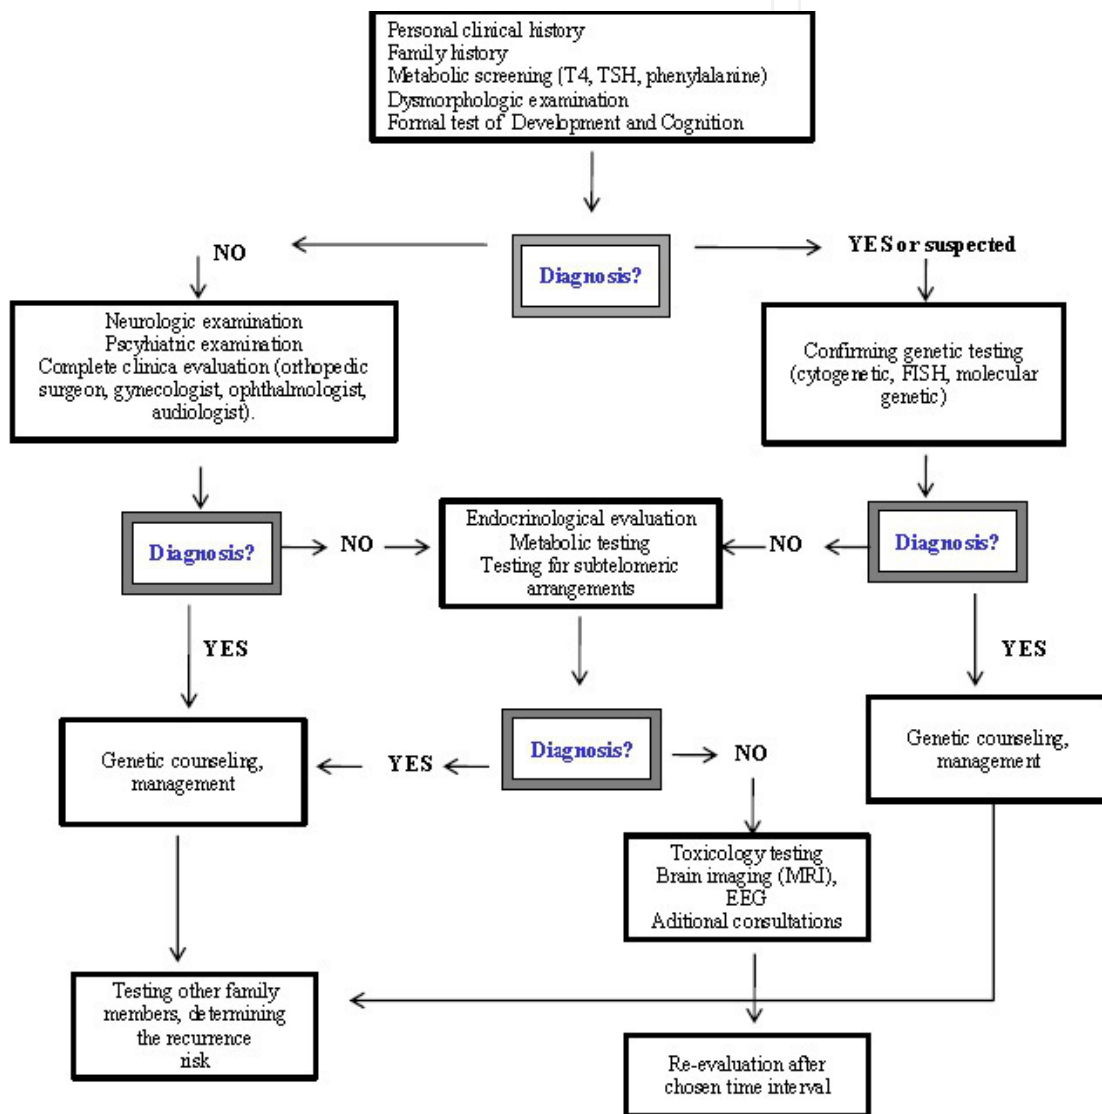 Personal clinical history
Family history
Metabolic screening (T4, TSH, phenylalanine)
Dysmorphologic examination
Formal test of Development and Cognition
NO
Diagnosis?
YES or suspected
Neurologic examination
Pscyhiatric examination
Complete clinica evaluation (orthopedic
surgeon, gynecologist, ophthalmologist,
audiologist).
Confirming genetic testing
(cytogenetic, FISH, molecular
genetic)
Diagnosis?
NO
Endocrinological evaluation
Metabolic testing
Testing for subtelomeric
arrangements
NO
Diagnosis?
YES
YES
Genetic counseling,
management
YES
Diagnosis?
NO
Genetic counseling,
management
Toxicology testing
Brain imaging (MRI),
EEG
Aditional consultations
Testing other family
members, determining
the recurrence
risk
Re-evaluation after
chosen time interval